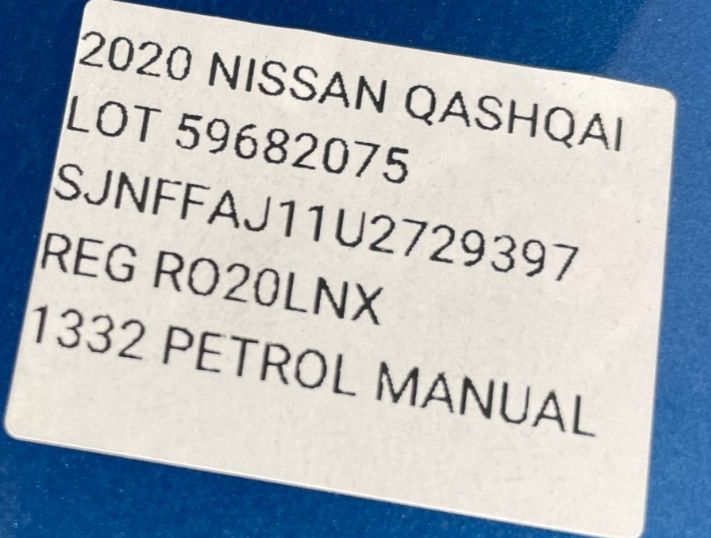 2020 NISSAN QASHQAI
LOT 59682075
SJNFFAJ11U2729397
REG RO20LNX
1332 PETROL MANUAL